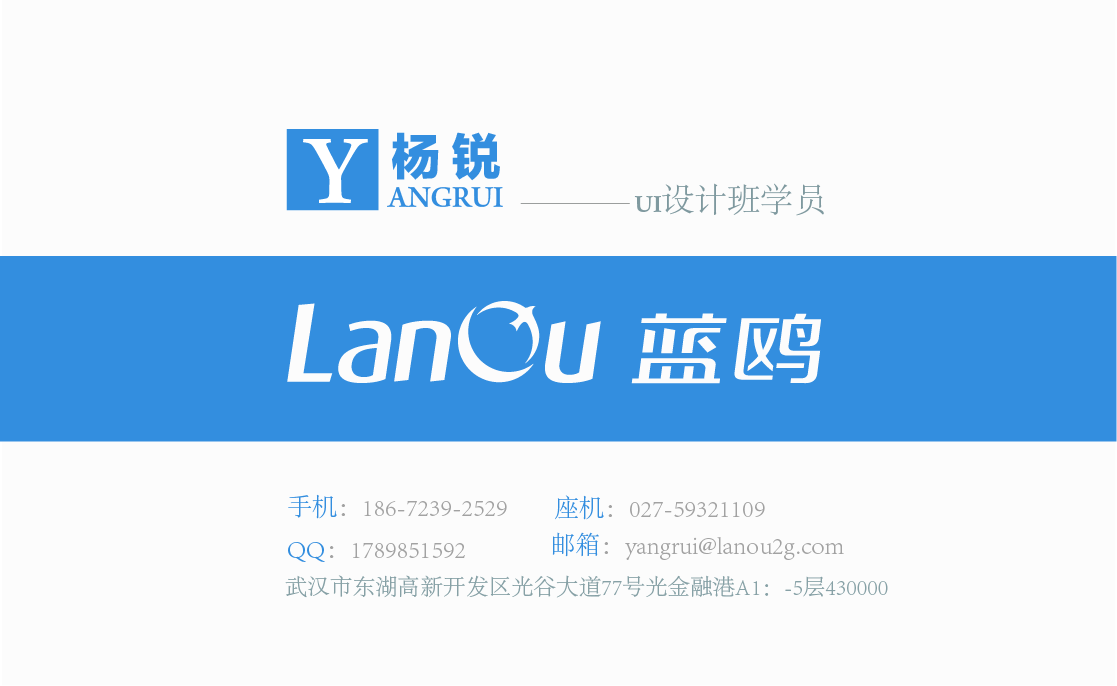 Y 杨锐
ANGRUI
UI设计班学员
LanOu 蓝鸥
手机：186-7239-2529 座机：027-59321109
QQ：1789851592 邮箱：yangrui@lanou2g.com
武汉市东湖高新开发区光谷大道77号光金融港A1：-5层430000